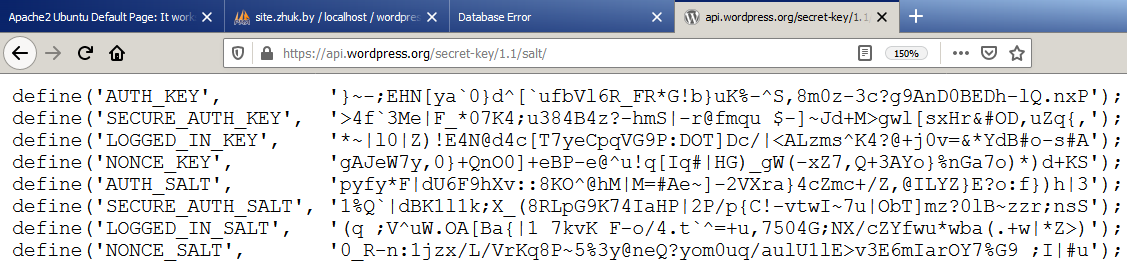 Apache2 Ubuntu Default Page: It work
site.zhuk.by / localhost / wordpres
Database Error
api.wordpress.org/secret-key/1.1/
https://api.wordpress.org/secret-key/1.1/salt/
150%
define('AUTH_KEY',         '}~-;EHN[ya`0}d^[`ufbVl6R_FR*G!b}uK%-^S,8m0z-3c?g9AnD0BEDh-lQ.nxP');
define('SECURE_AUTH_KEY',  '>4f`3Me|F_*07K4;u384B4z?-hmS|-r@fmqu $-]~Jd+M>gwl[sxHr&#OD,uZq{,');
define('LOGGED_IN_KEY',    '*~|l0|Z)!E4N@d4c[T7yeCpqVG9P:DOT]Dc/|<ALzms^K4?@+j0v=&*YdB#o-s#A');
define('NONCE_KEY',        'gAJeW7y,0}+QnO0]+eBP-e@^u!q[Iq#|HG)_gW(-xZ7,Q+3AYo}%nGa7o)*)d+KS');
define('AUTH_SALT',        'pyfy*F|dU6F9hXv::8KO^@hM|M=#Ae~]-2VXra}4cZmc+/Z,@ILYZ}E?o:f})h|3');
define('SECURE_AUTH_SALT', '1%Q`|dBK1l1k;X_(8RLpG9K74IaHP|2P/p{C!-vtwI~7u|ObT]mz?0lB~zzr;nsS');
define('LOGGED_IN_SALT',   '(q ;V^uW.OA[Ba{|1 7kvK F-o/4.t`^=+u,7504G;NX/cZYfwu*wba(.+w|*Z>)');
define('NONCE_SALT',       '0_R-n:1jzx/L/VrKq8P~5%3y@neQ?yom0uq/aulUllE>v3E6mIarOY7%G9 ;I|#u');